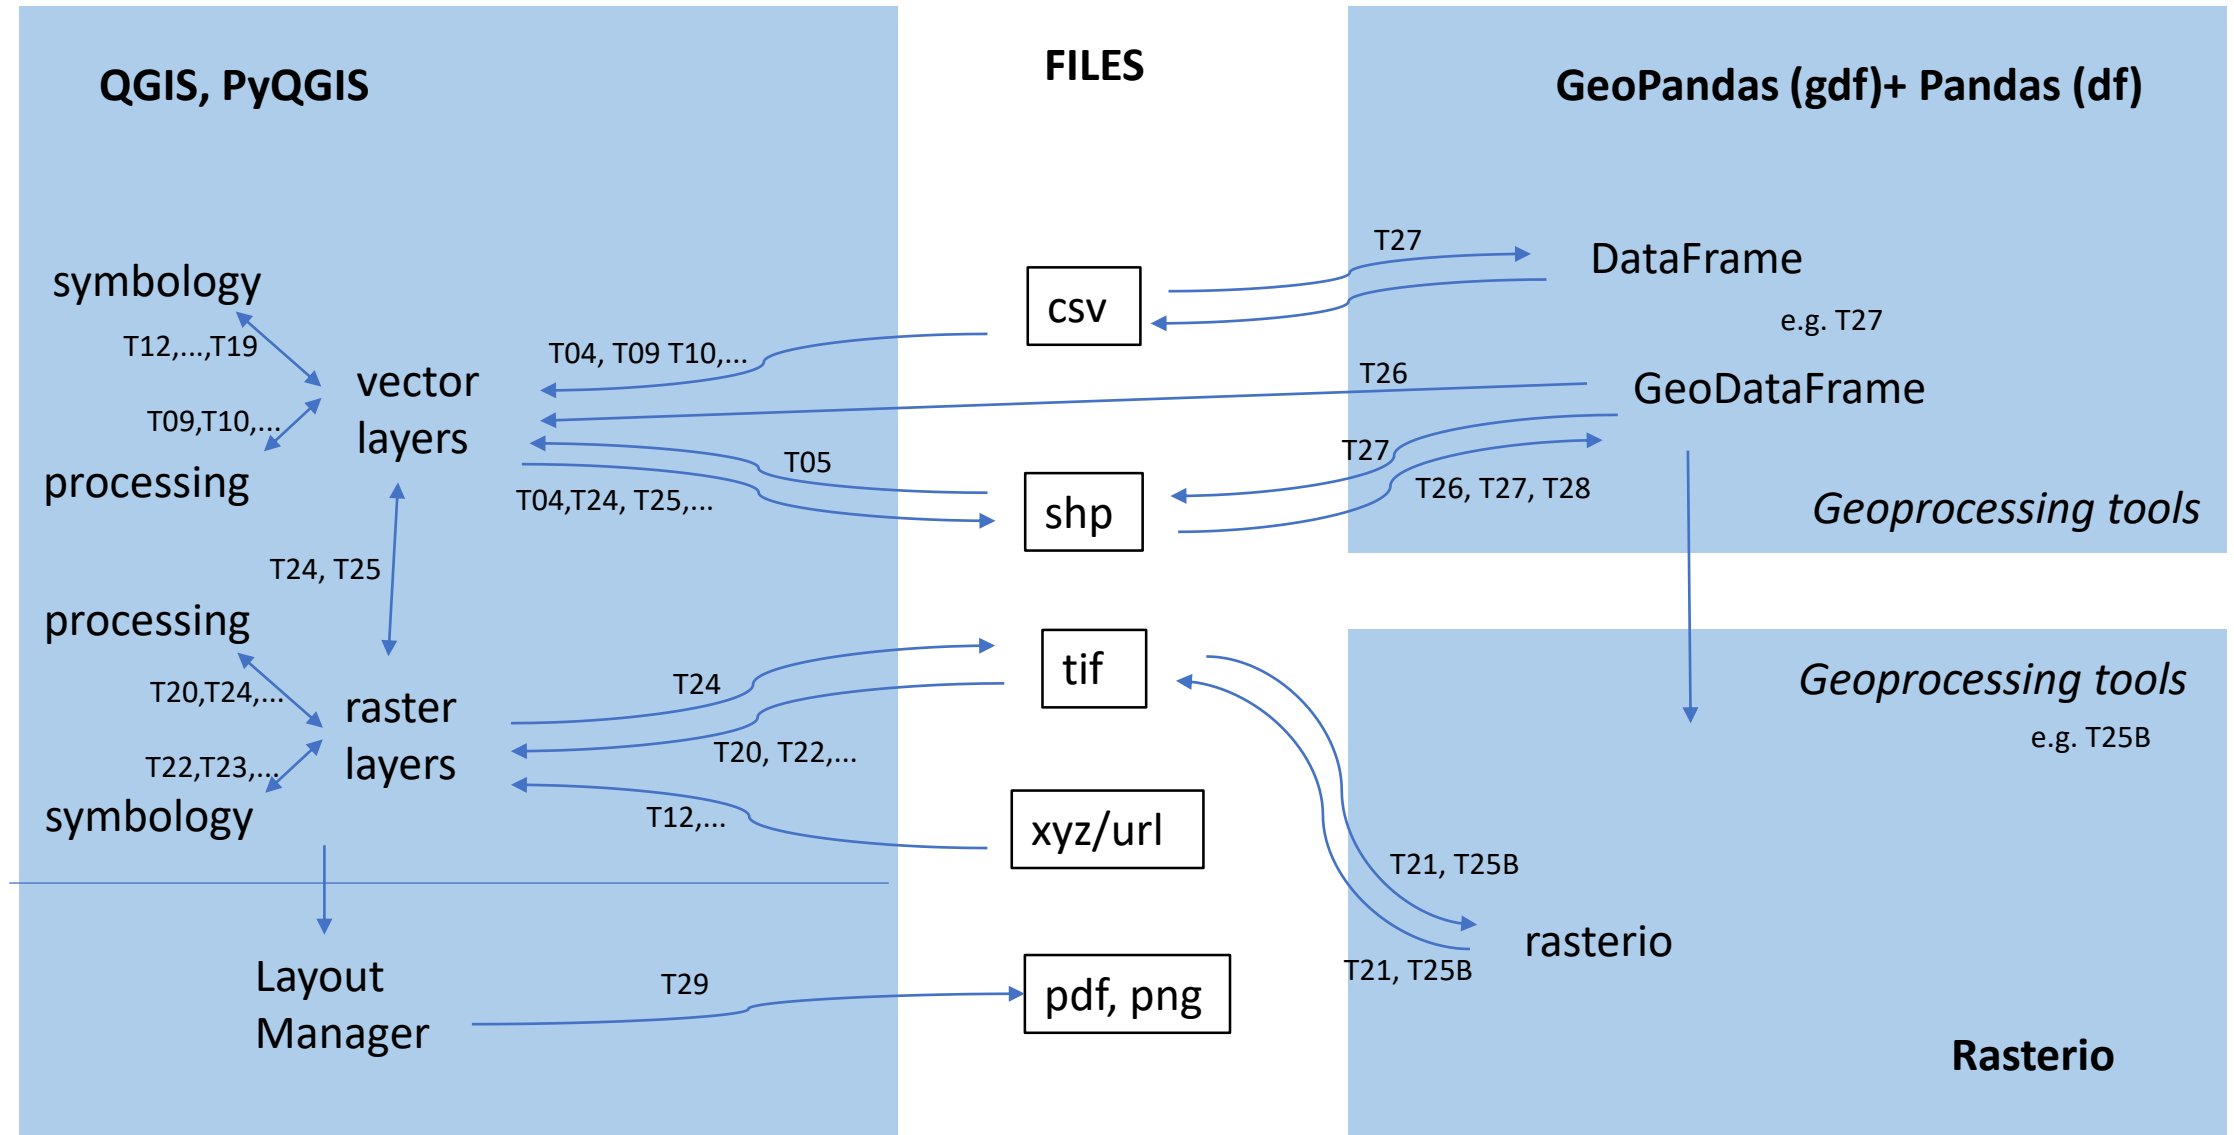 QGIS, PyQGIS
symbology
T12,...,T19
T09,T10,...
processing
vector
layers
T04, T09 T10,...
T05
T04,T24, T25,...
T24, T25
processing
T20,T24,...
raster
layers
T22,T23,...
symbology
T24
T20, T22,...
T12,...
Layout
Manager
T29
FILES
csv
shp
tif
xyz/url
pdf, png
GeoPandas (gdf)+ Pandas (df)
T27
DataFrame
e.g. T27
T26
GeoDataFrame
T27
T26, T27, T28
Geoprocessing tools
Geoprocessing tools
e.g. T25B
T21, T25B
rasterio
T21, T25B
Rasterio